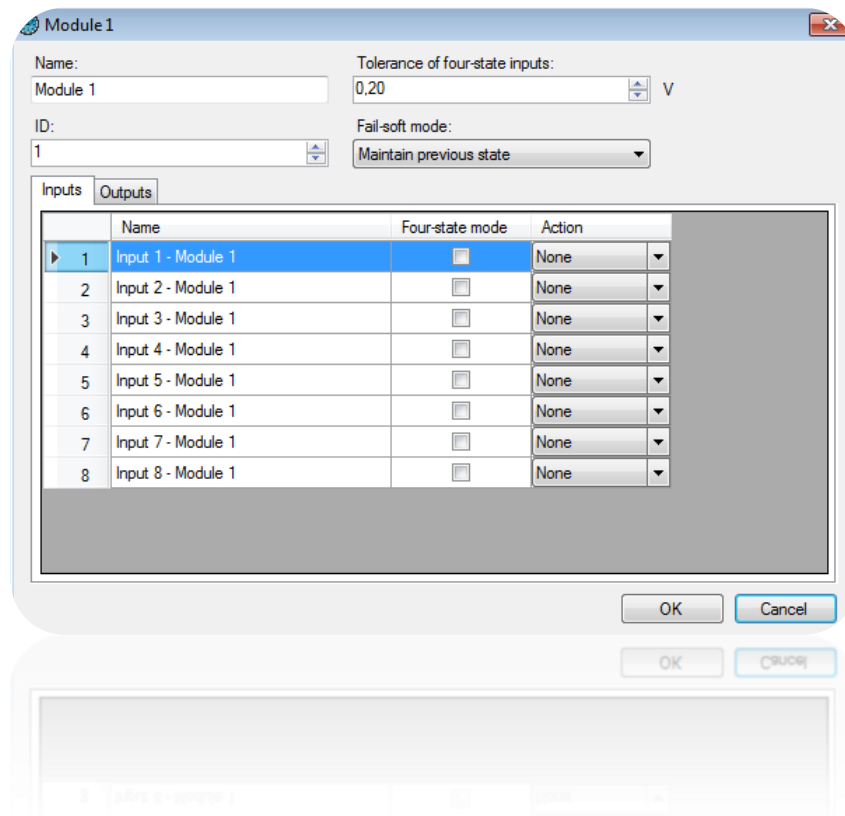 Module 1
Name: Tolerance of four-state inputs:
Module 1 0,20 V
ID: Fail-soft mode:
1 Maintain previous state
Inputs Outputs
Name Four-state mode Action
1 Input 1 - Module 1 None
2 Input 2 - Module 1 None
3 Input 3 - Module 1 None
4 Input 4 - Module 1 None
5 Input 5 - Module 1 None
6 Input 6 - Module 1 None
7 Input 7 - Module 1 None
8 Input 8 - Module 1 None
OK Cancel
OK Cancel